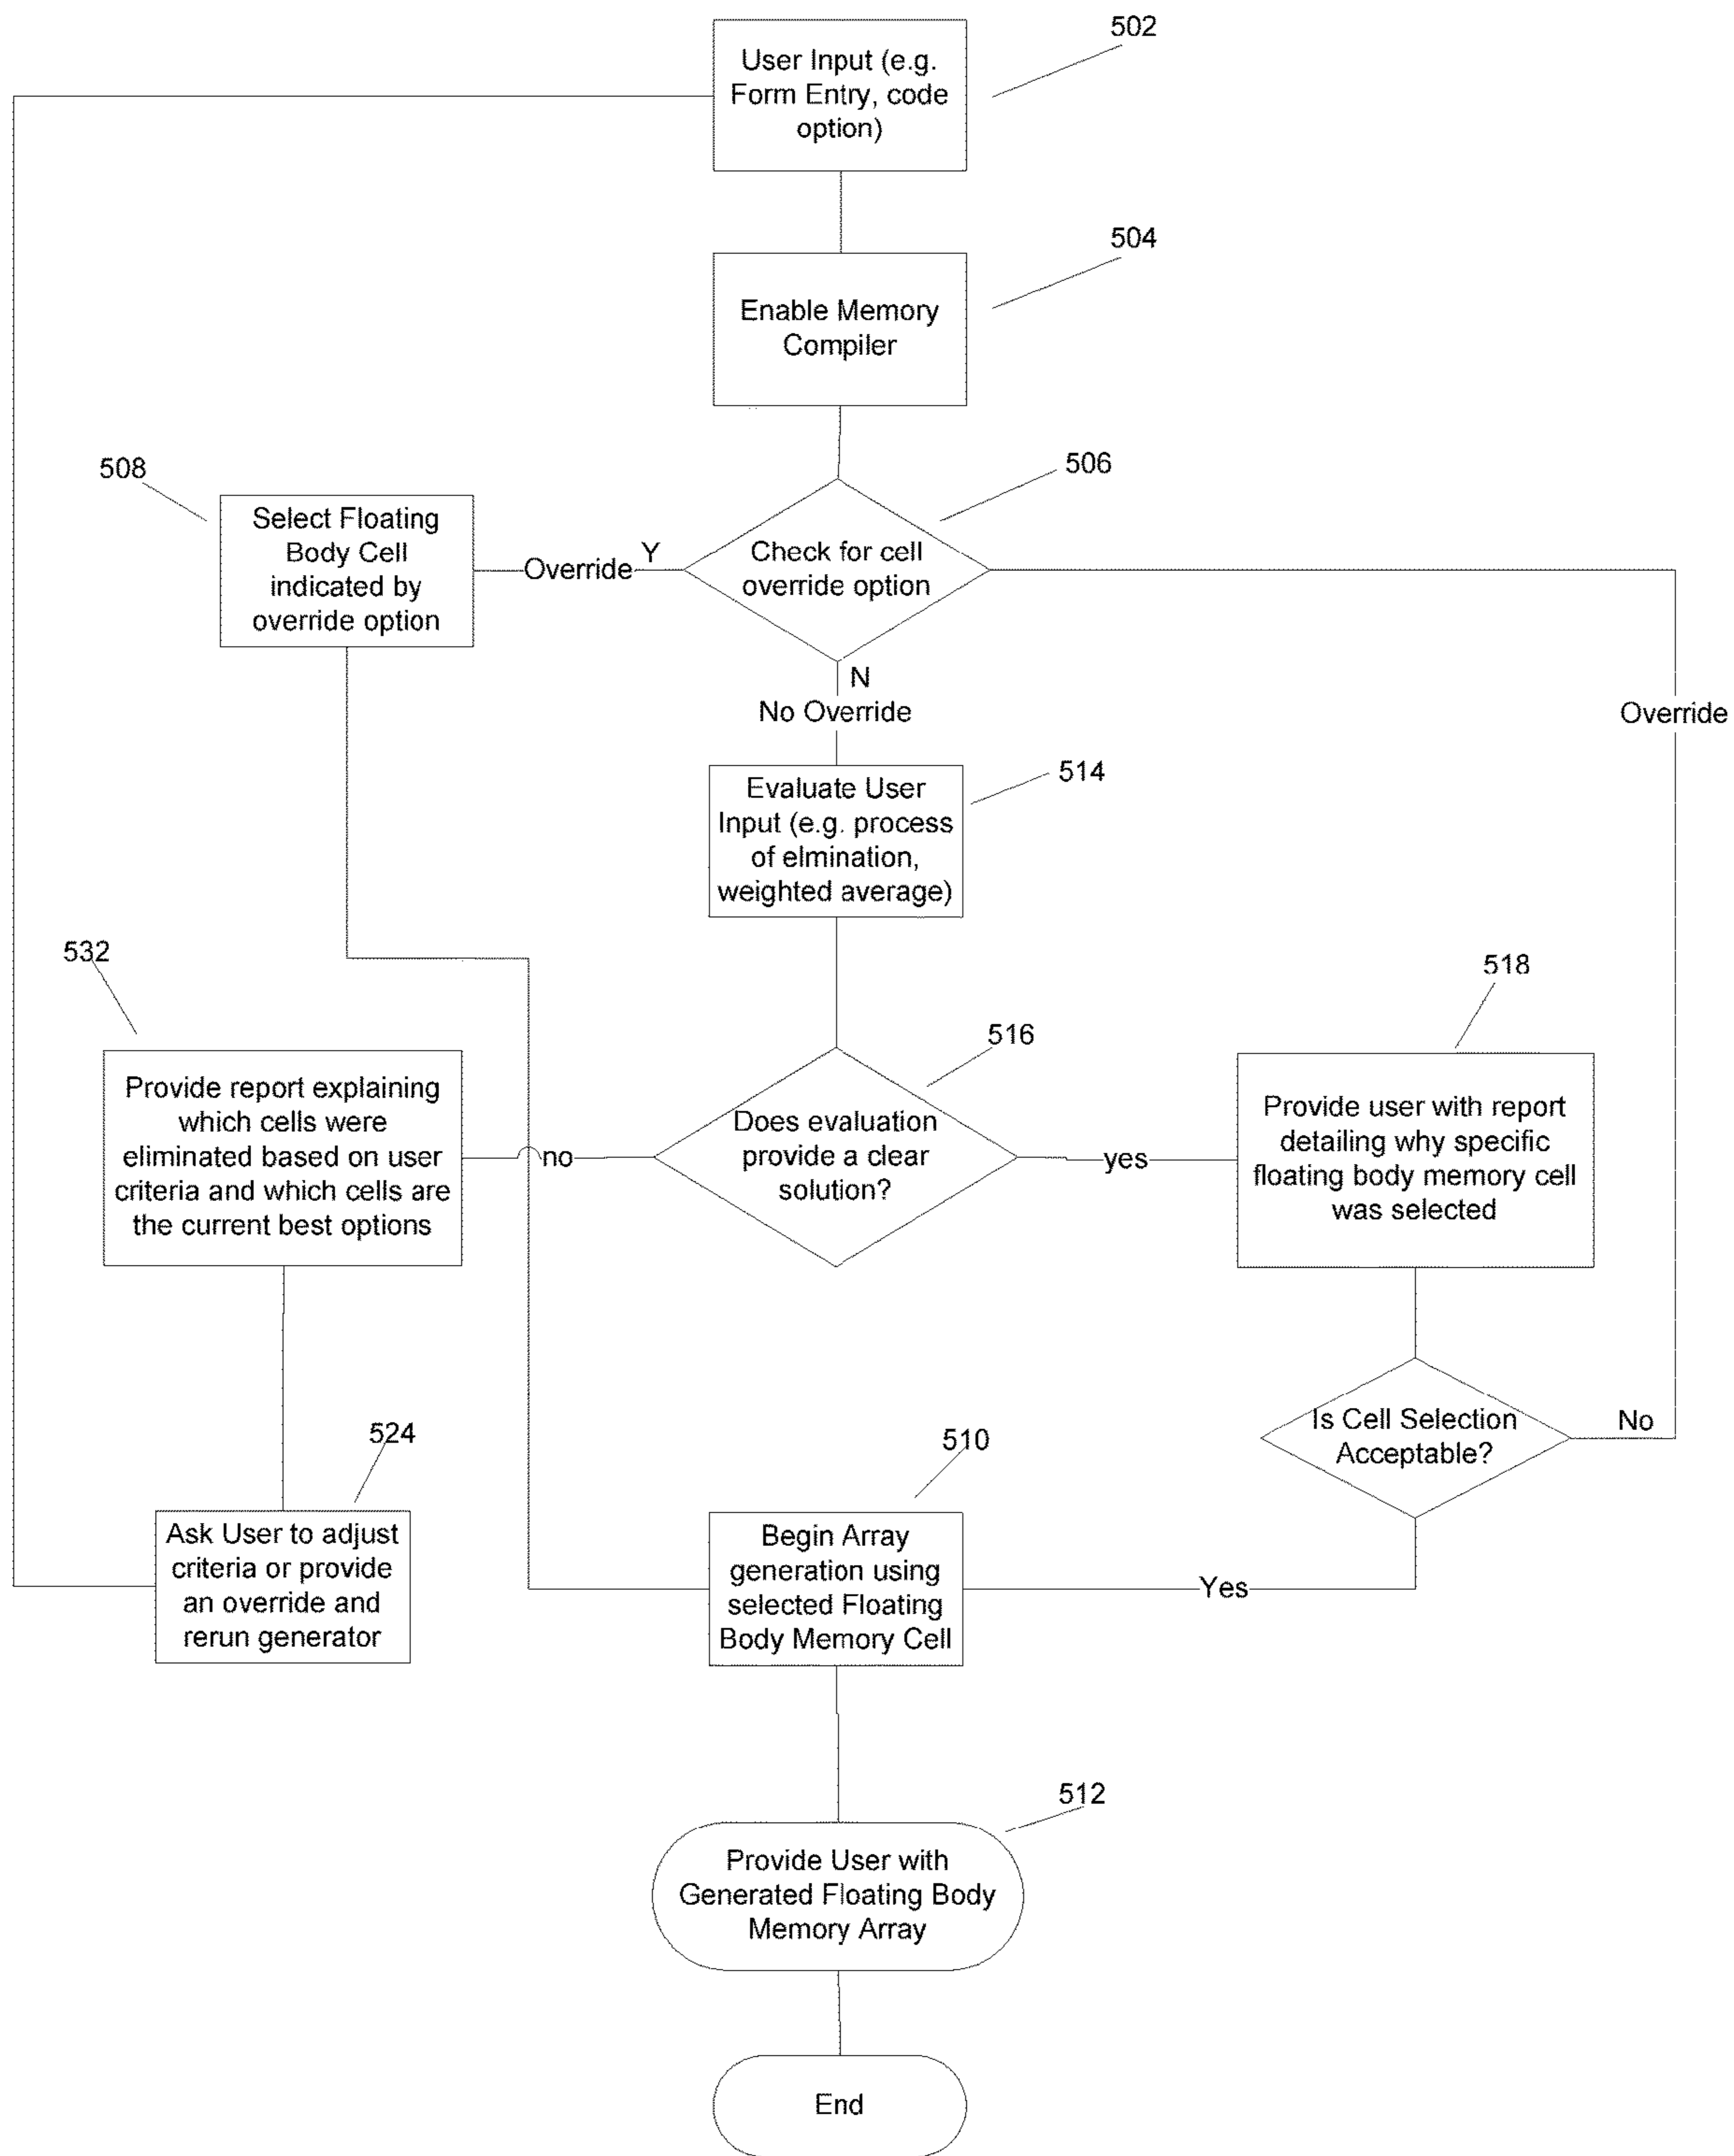 502
User Input (e.g.
Form Entry, code
option)
504
Enable Memory
Compiler
508
506
Select Floating
Body Cell
indicated by
override option
Override
Y
Check for cell
override option
N
No Override
Override
514
Evaluate User
Input (e.g. process
of elmination,
weighted average)
532
518
516
Provide report explaining
which cells were
eliminated based on user
criteria and which cells are
the current best options
no
Does evaluation
provide a clear
solution?
yes
Provide user with report
detailing why specific
floating body memory cell
was selected
Is Cell Selection
Acceptable?
No
524
510
Ask User to adjust
criteria or provide
an override and
rerun generator
Begin Array
generation using
selected Floating
Body Memory Cell
Yes
512
Provide User with
Generated Floating Body
Memory Array
End